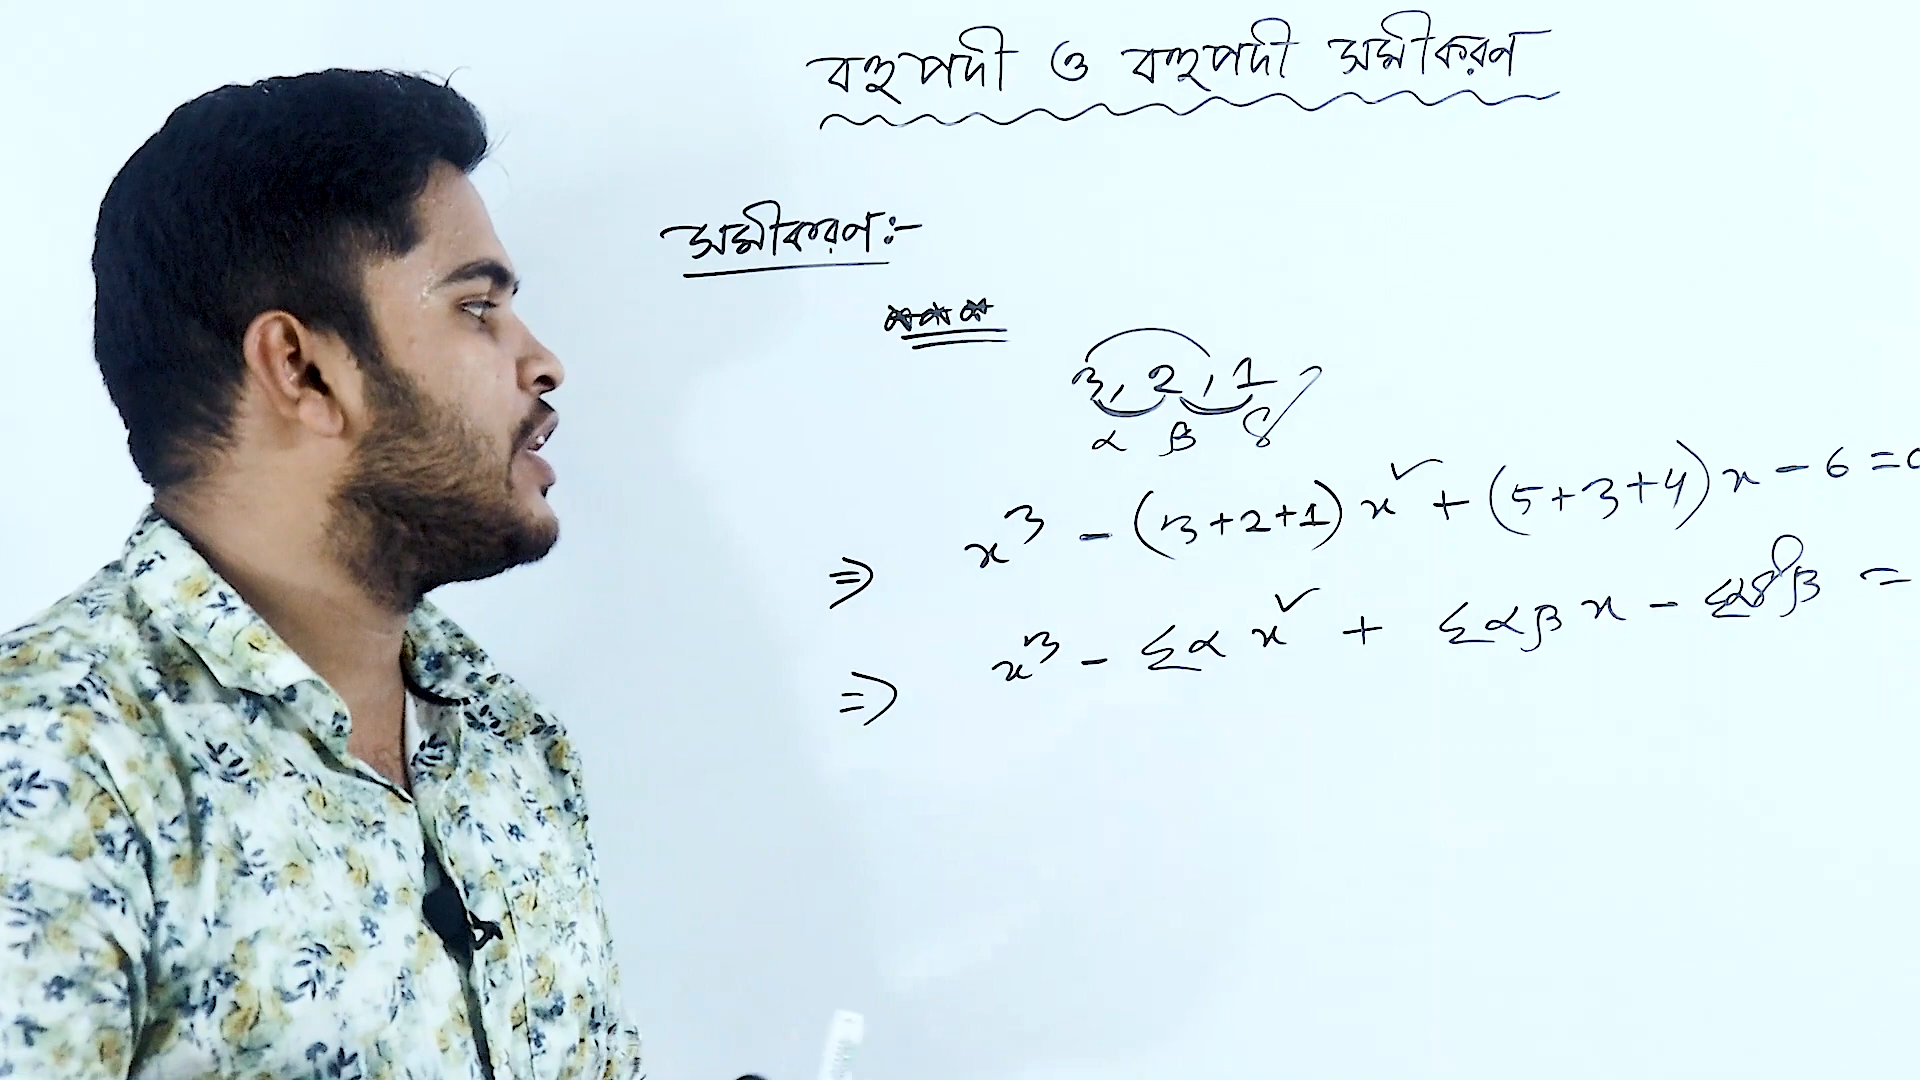 বহুপদী ও বহুপদী সমীকরণ
সমীকরণ:-
3, 2, 1
α β γ
⇒ x³ - (3+2+1) x² + (5+3+4) x - 6 = 0
⇒ x³ - Σα x² + Σαβ x - =